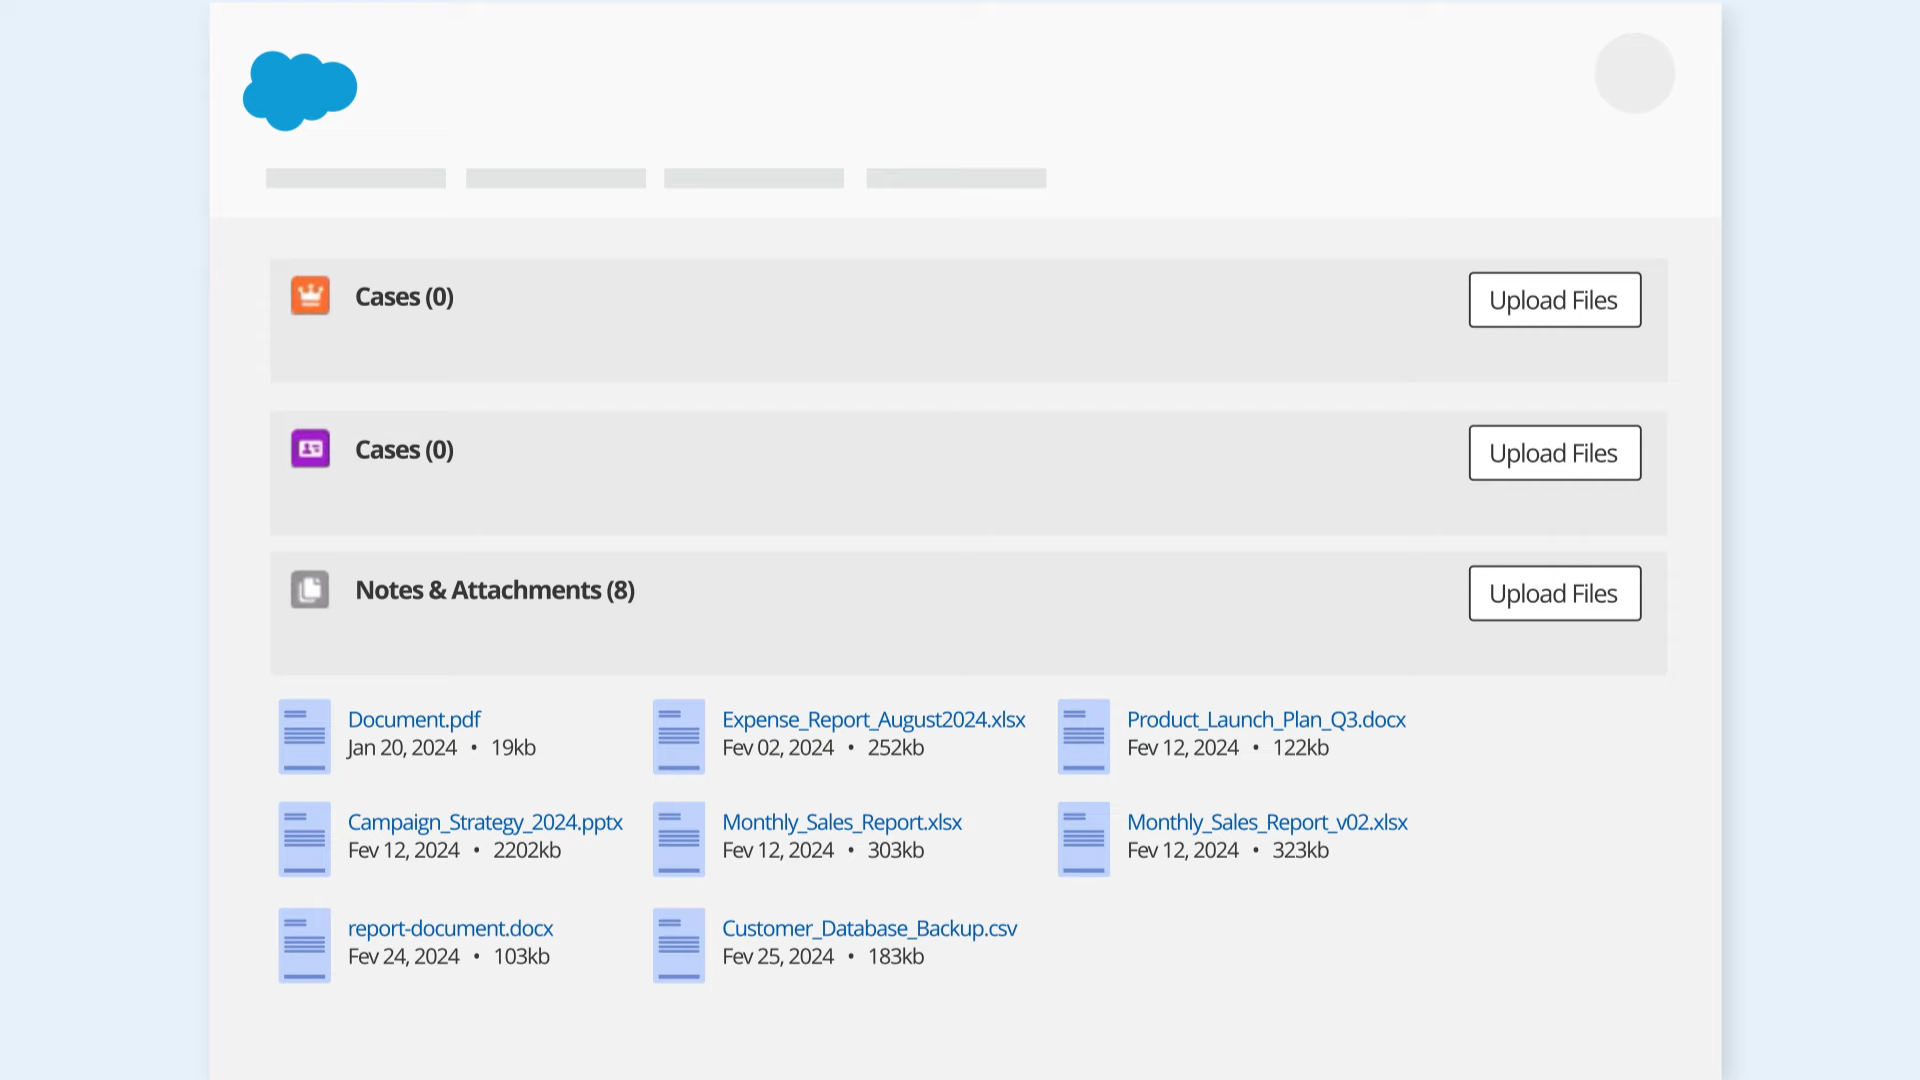 Cases (0)
Upload Files
Cases (0)
Upload Files
Notes & Attachments (8)
Upload Files
Document.pdf
Jan 20, 2024 • 19kb
Expense_Report_August2024.xlsx
Fev 02, 2024 • 252kb
Product_Launch_Plan_Q3.docx
Fev 12, 2024 • 122kb
Campaign_Strategy_2024.pptx
Fev 12, 2024 • 2202kb
Monthly_Sales_Report.xlsx
Fev 12, 2024 • 303kb
Monthly_Sales_Report_v02.xlsx
Fev 12, 2024 • 323kb
report-document.docx
Fev 24, 2024 • 103kb
Customer_Database_Backup.csv
Fev 25, 2024 • 183kb